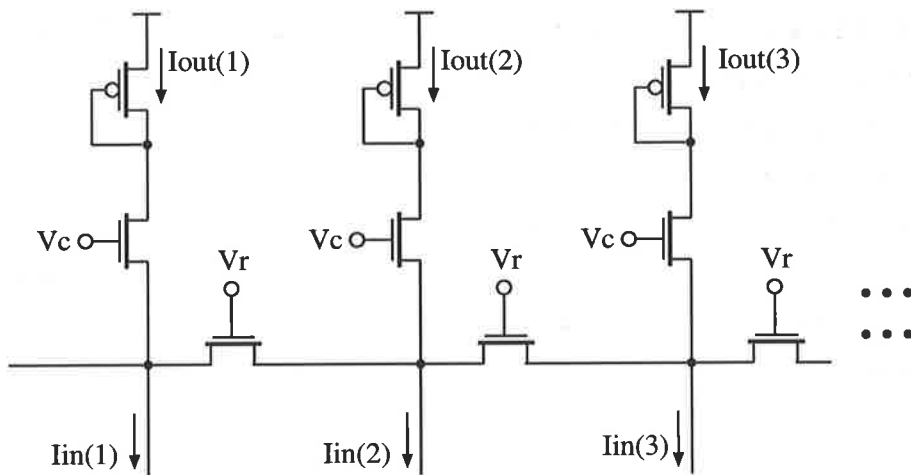 Iout(1) Iout(2) Iout(3)
Vc Vc Vc
Vr Vr Vr
Iin(1) Iin(2) Iin(3)